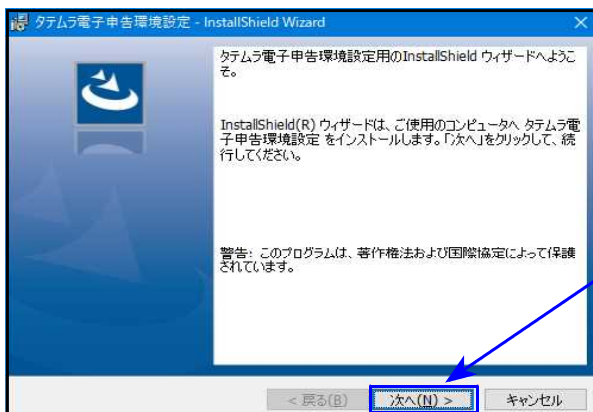 タテムラ電子申告環境設定 - InstallShield Wizard
タテムラ電子申告環境設定用のInstallShield ウィザードへようこ
そ。
InstallShield(R) ウィザードは、ご使用のコンピュータへ タテムラ電
子申告環境設定 をインストールします。「次へ」をクリックして、続
行してください。
警告: このプログラムは、著作権法および国際協定によって保護
されています。
< 戻る(B)
次へ(N) >
キャンセル